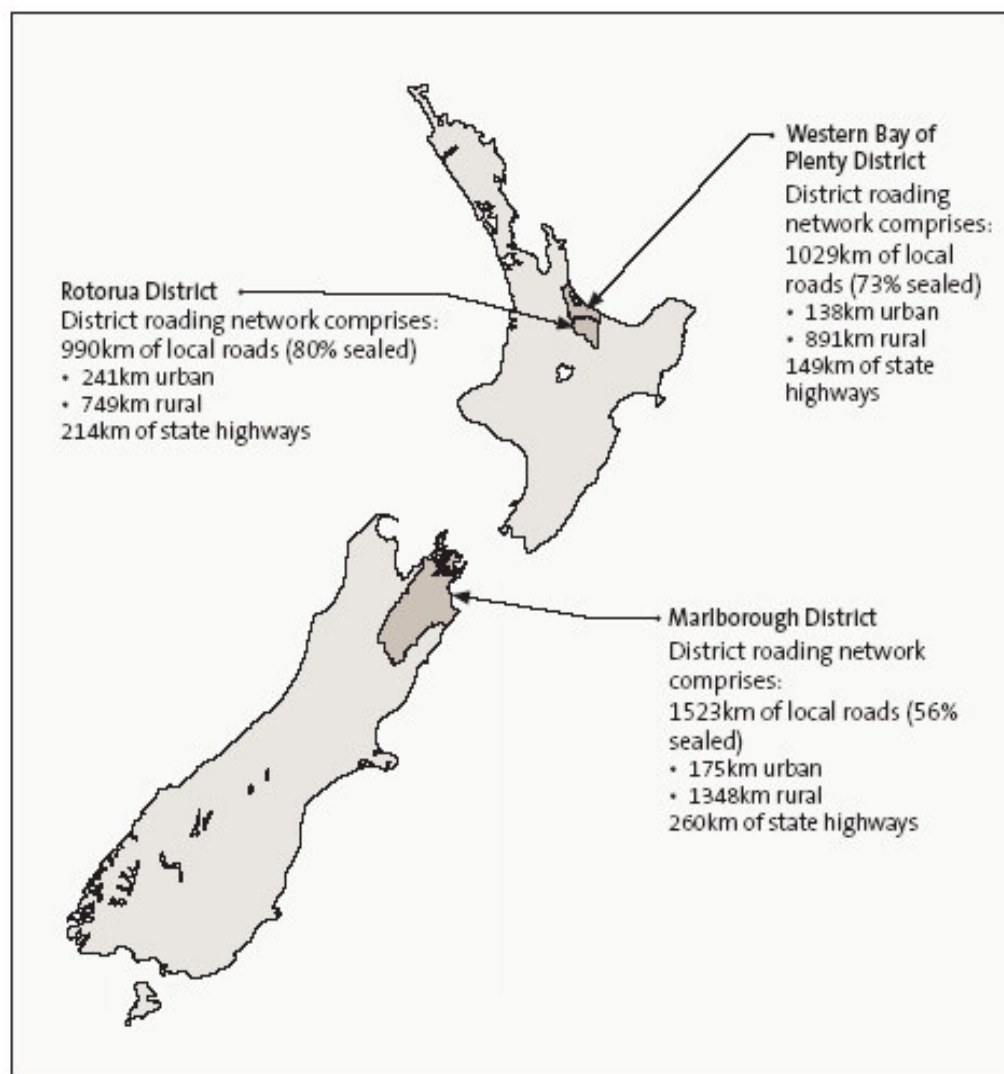 Western Bay of
Plenty District
District roading
network comprises:
1029km of local
roads (73% sealed)
• 138km urban
• 891km rural
149km of state
highways
Rotorua District
District roading network comprises:
990km of local roads (80% sealed)
• 241km urban
• 749km rural
214km of state highways
Marlborough District
District roading network
comprises:
1523km of local roads (56%
sealed)
• 175km urban
• 1348km rural
260km of state highways